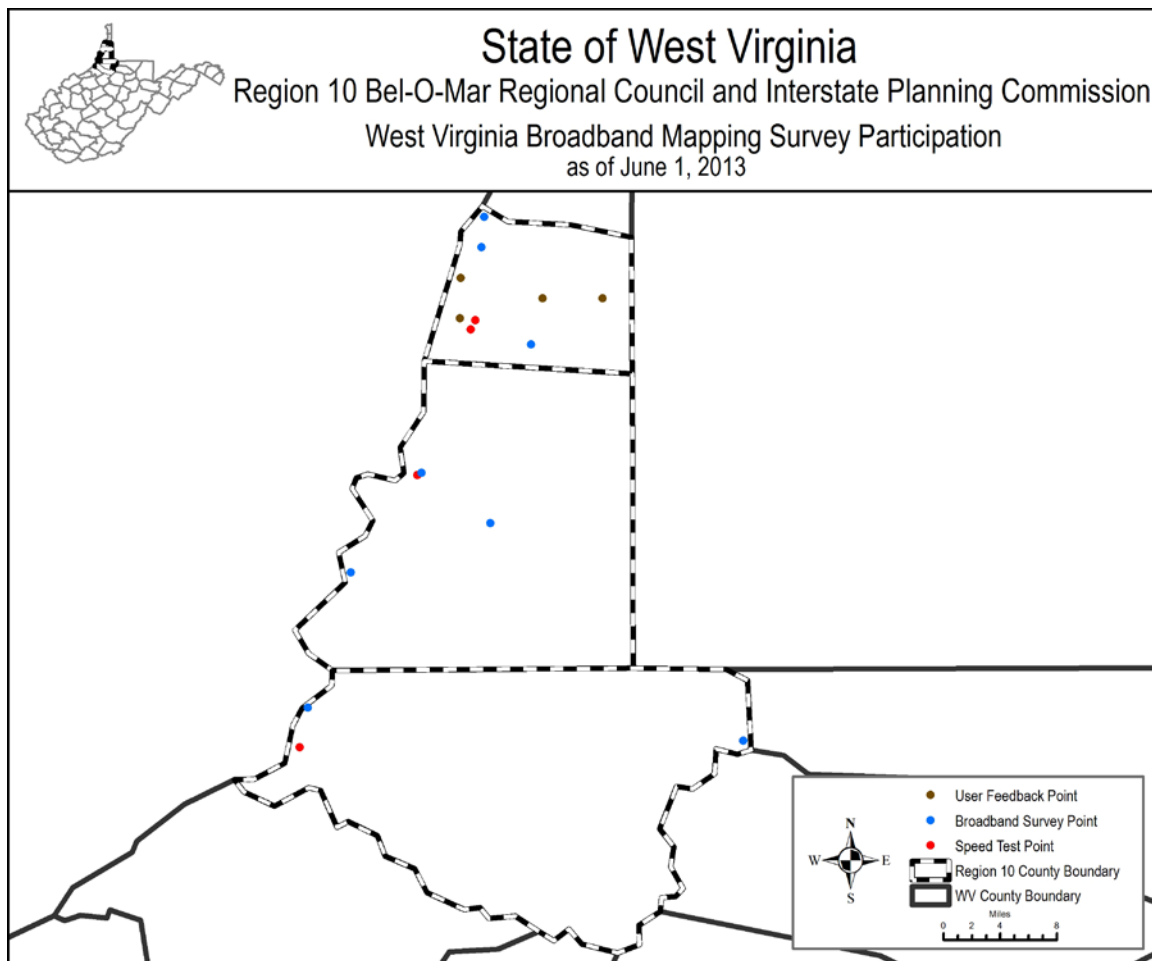 State of West Virginia
Region 10 Bel-O-Mar Regional Council and Interstate Planning Commission
West Virginia Broadband Mapping Survey Participation
as of June 1, 2013
User Feedback Point
Broadband Survey Point
Speed Test Point
Region 10 County Boundary
WV County Boundary
N
W E
S
Miles
0 2 4 8